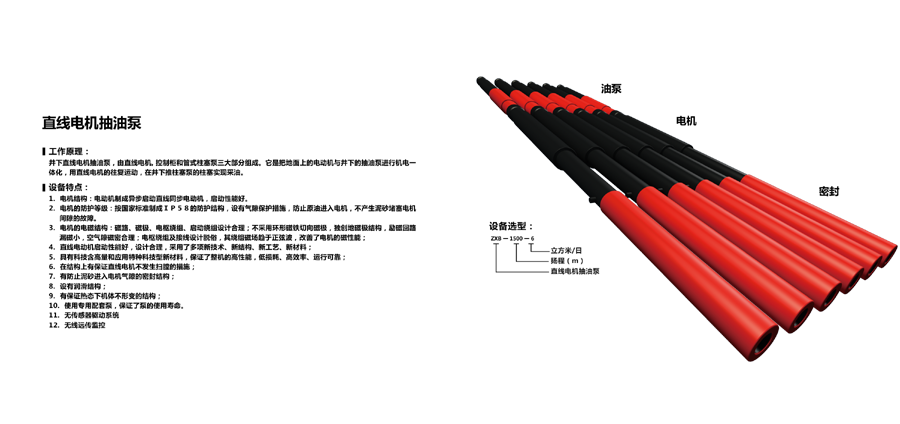 直线电机抽油泵
工作原理：
井下直线电机抽油泵，由直线电机，控制柜和管式柱塞泵三大部分组成。它是把地面上的电动机与井下的抽油泵进行机电一
体化，用直线电机的往复运动，在井下推柱塞泵的柱塞实现采油。
设备特点：
1. 电机结构：电动机制成异步启动直线同步电动机，启动性能好。
2. 电机的防护等级：按国家标准制成ＩＰ５８的防护结构，设有气隙保护措施，防止原油进入电机，不产生泥砂堵塞电机
间隙的故障。
3. 电机的电磁结构：磁路、磁极、电枢绕组、启动绕组设计合理；不采用环形磁铁切向磁极，独创地磁极结构，励磁回路
漏磁小，空气隙磁密合理；电枢绕组及接线设计脱俗，其绕组磁场趋于正弦波，改善了电机的磁性能；
4. 直线电动机启动性能好，设计合理，采用了多项新技术、新结构、新工艺、新材料；
5. 具有科技含高量和应用特种科技型新材料，保证了整机的高性能，低损耗、高效率、运行可靠；
6. 在结构上有保证直线电机不发生扫膛的措施；
7. 有防止泥砂进入电机气隙的密封结构；
8. 设有润滑结构；
9. 有保证热态下机体不形变的结构；
10. 使用专用配套泵，保证了泵的使用寿命。
11. 无传感器驱动系统
12. 无线远传监控
油泵
电机
密封
设备选型：
ZXB － 1500 － 6
立方米/日
扬程（m）
直线电机抽油泵